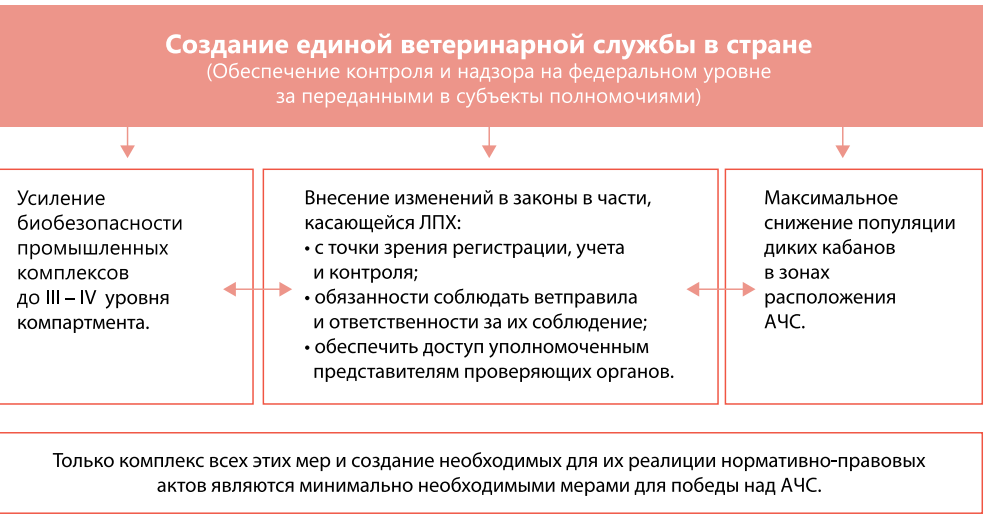 Создание единой ветеринарной службы в стране
(Обеспечение контроля и надзора на федеральном уровне
за переданными в субъекты полномочиями)
Усиление
биобезопасности
промышленных
комплексов
до III – IV уровня
компартмента.
Внесение изменений в законы в части,
касающейся ЛПХ:
• с точки зрения регистрации, учета
и контроля;
• обязанности соблюдать ветправила
и ответственности за их соблюдение;
• обеспечить доступ уполномоченным
представителям проверяющих органов.
Максимальное
снижение популяции
диких кабанов
в зонах
расположения
АЧС.
Только комплекс всех этих мер и создание необходимых для их реалиции нормативно-правовых
актов являются минимально необходимыми мерами для победы над АЧС.